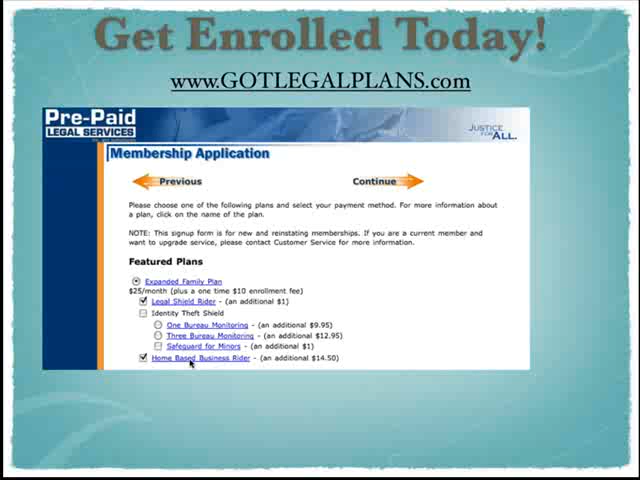 Get Enrolled Today!
www.GOTLEGALPLANS.com
Pre-Paid
LEGAL SERVICES
JUSTICE
FOR ALL.
Membership Application
Previous
Continue
Please choose one of the following plans and select your payment method. For more information about
a plan, click on the name of the plan.
NOTE: This signup form is for new and reinstating memberships. If you are a current member and
want to upgrade service, please contact Customer Service for more information.
Featured Plans
Expanded Family Plan
$25/month (plus a one time $10 enrollment fee)
Legal Shield Rider - (an additional $1)
Identity Theft Shield
One Bureau Monitoring - (an additional $9.95)
Three Bureau Monitoring - (an additional $12.95)
Safeguard for Minors - (an additional $1)
Home Based Business Rider - (an additional $14.50)